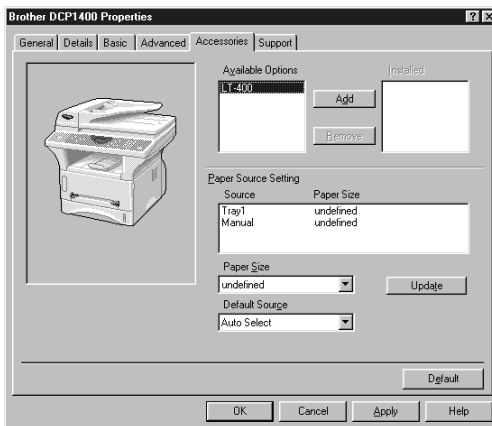 Brother DCP1400 Properties
General Details Basic Advanced Accessories Support
Available Options Installed
LT-400
Add
Remove
Paper Source Setting
Source Paper Size
Tray1 undefined
Manual undefined
Paper Size
undefined Update
Default Source
Auto Select
Default
OK Cancel Apply Help